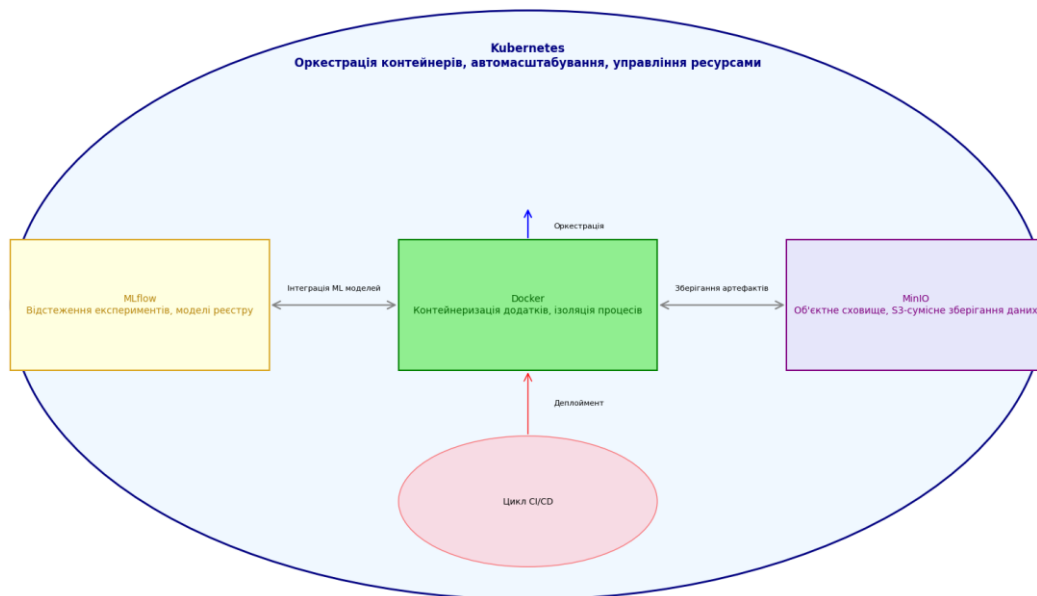 Kubernetes
Оркестрація контейнерів, автомасштабування, управління ресурсами
Оркестрація
MLflow
Відстеження експериментів, моделі реєстру
Інтеграція ML моделей
Docker
Контейнеризація додатків, ізоляція процесів
Зберігання артефактів
MinIO
Об'єктне сховище, S3-сумісне зберігання даних
Деплоймент
Цикл CI/CD